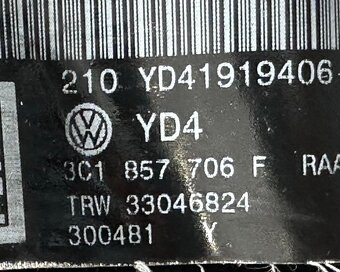 210 YD41919406
YD4
3C1 857 706 F RAA
TRW 33046824
300481 Y